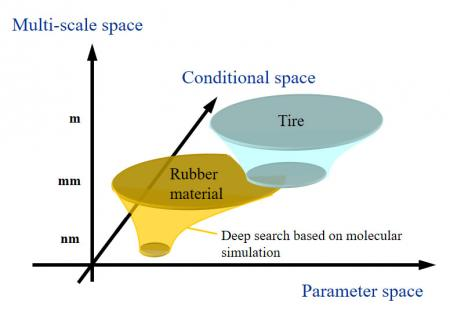 Multi-scale space
Conditional space
m
Tire
mm
Rubber
material
nm
Deep search based on molecular
simulation
Parameter space